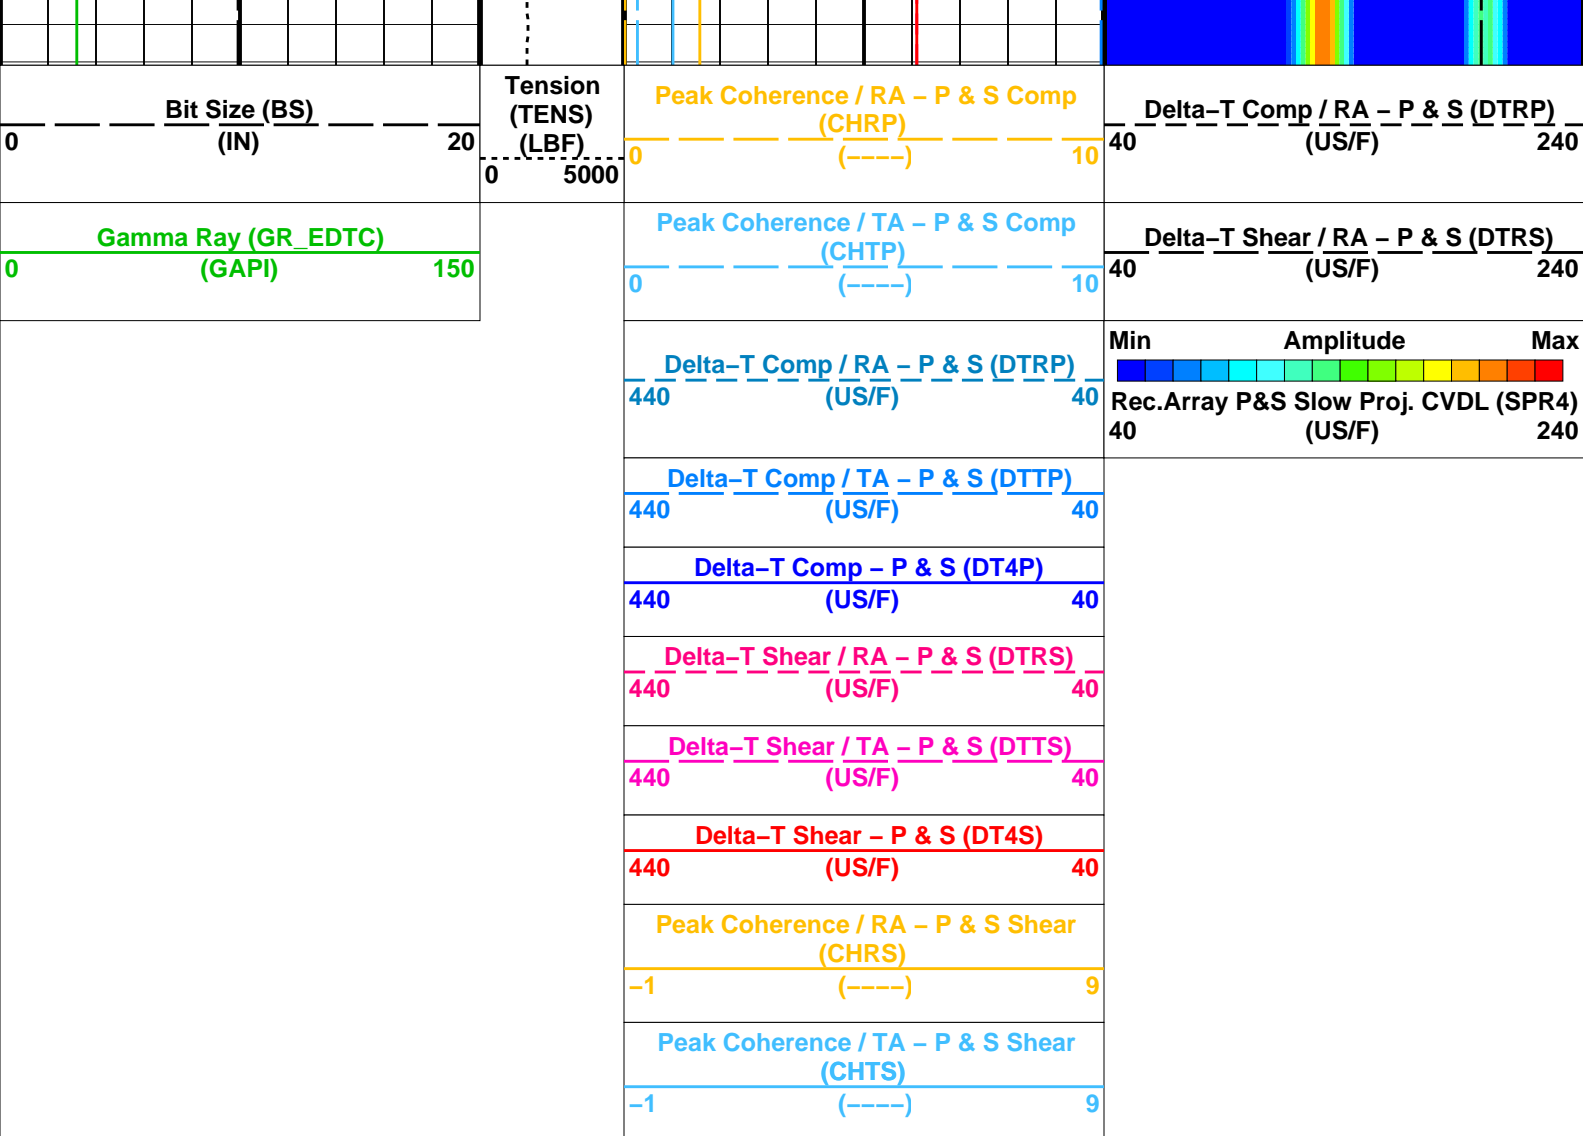 Bit Size (BS)
0 (IN) 20
Gamma Ray (GR_EDTC)
0 (GAPI) 150
Tension
(TENS)
(LBF)
0 5000
Peak Coherence / RA – P & S Comp
(CHRP)
0 (––––) 10
Peak Coherence / TA – P & S Comp
(CHTP)
0 (––––) 10
Delta–T Comp / RA – P & S (DTRP)
440 (US/F) 40
Delta–T Comp / TA – P & S (DTTP)
440 (US/F) 40
Delta–T Comp – P & S (DT4P)
440 (US/F) 40
Delta–T Shear / RA – P & S (DTRS)
440 (US/F) 40
Delta–T Shear / TA – P & S (DTTS)
440 (US/F) 40
Delta–T Shear – P & S (DT4S)
440 (US/F) 40
Peak Coherence / RA – P & S Shear
(CHRS)
–1 (––––) 9
Peak Coherence / TA – P & S Shear
(CHTS)
–1 (––––) 9
Delta–T Comp / RA – P & S (DTRP)
40 (US/F) 240
Delta–T Shear / RA – P & S (DTRS)
40 (US/F) 240
Min Amplitude Max
Rec.Array P&S Slow Proj. CVDL (SPR4)
40 (US/F) 240